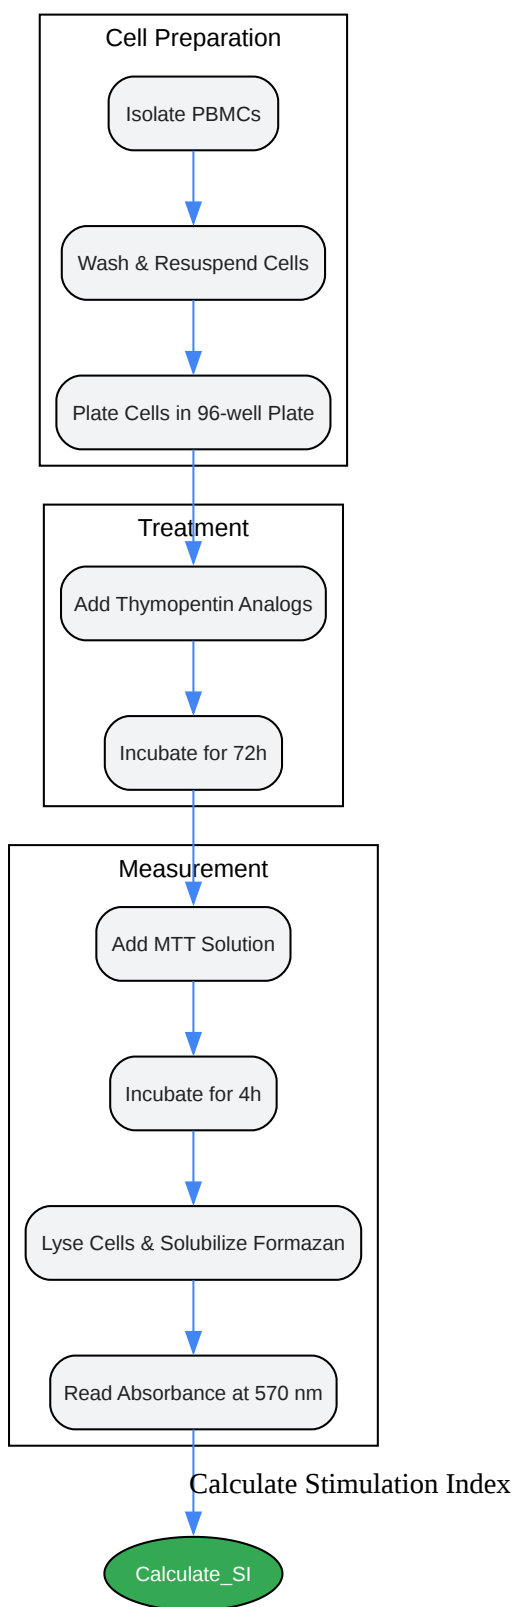 Cell Preparation
Isolate PBMCs
Wash & Resuspend Cells
Plate Cells in 96-well Plate
Treatment
Add Thymopentin Analogs
Incubate for 72h
Measurement
Add MTT Solution
Incubate for 4h
Lyse Cells & Solubilize Formazan
Read Absorbance at 570 nm
Calculate Stimulation Index
Calculate_SI